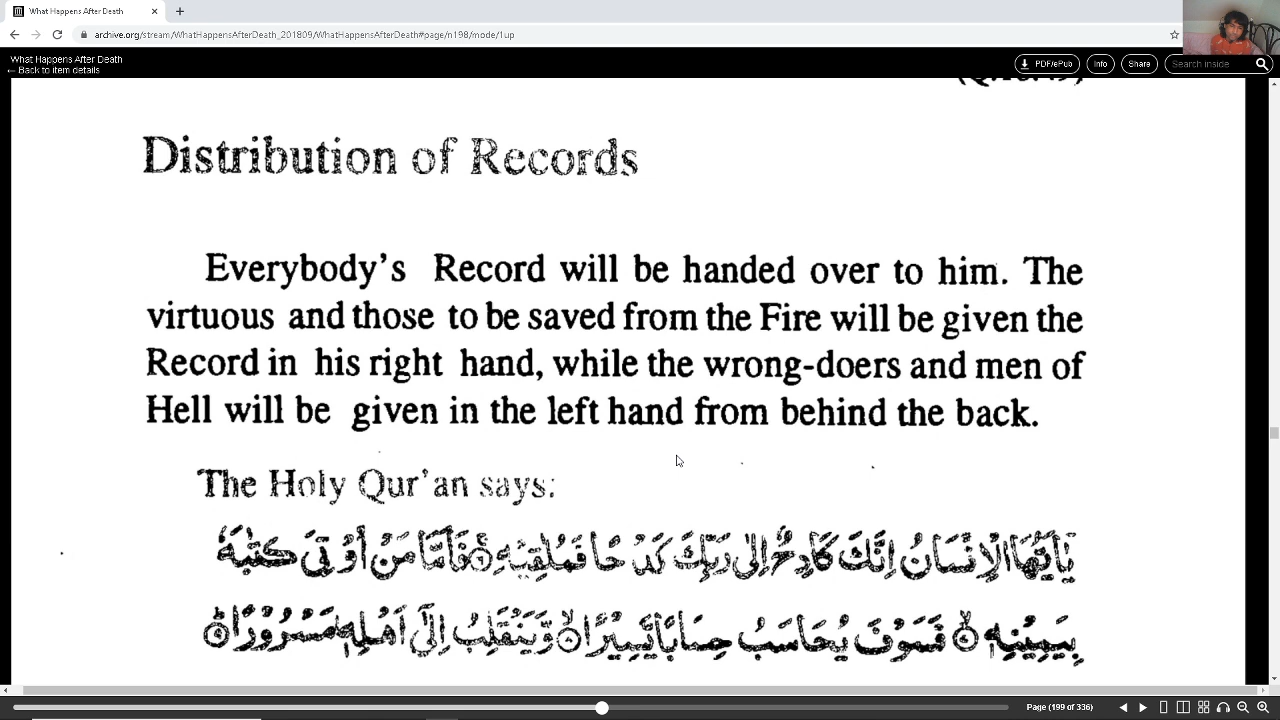 What Happens After Death
archive.org/stream/WhatHappensAfterDeath_201809/WhatHappensAfterDeath#page/n198/mode/1up
What Happens After Death
← Back to item details
PDF/ePub Info Share Search inside
Distribution of Records
Everybody's Record will be handed over to him. The
virtuous and those to be saved from the Fire will be given the
Record in his right hand, while the wrong-doers and men of
Hell will be given in the left hand from behind the back.
The Holy Qur'an says:
يَٰٓأَيُّهَا الْإِنْسَانُ إِنَّكَ كَادِحٌ إِلَىٰ رَبِّكَ كَدْحًا فَمُلَٰقِيهِ ۝٦ فَأَمَّا مَنْ أُوتِيَ كِتَٰبَهُ
بِيَمِينِهِ ۝٧ فَسَوْفَ يُحَاسَبُ حِسَابًا يَسِيرًا ۝٨ وَيَنْقَلِبُ إِلَىٰ أَهْلِهِ مَسْرُورًا ۝٩
Page (199 of 336)